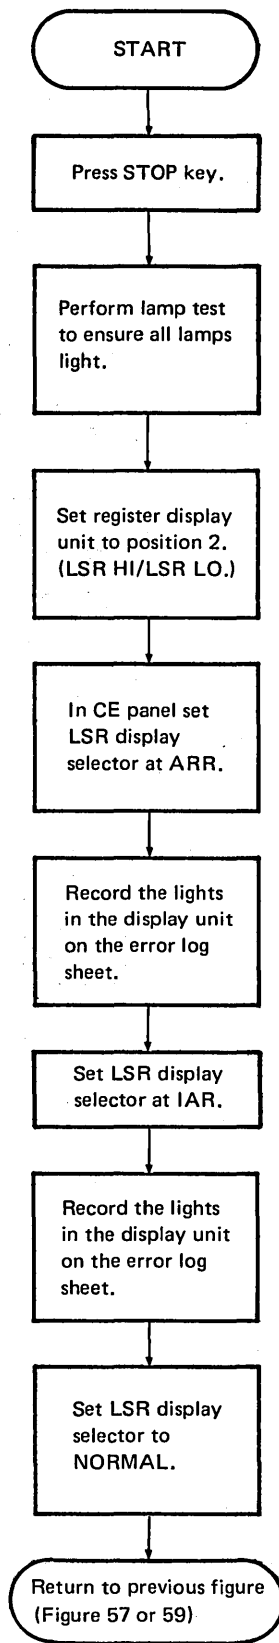 START
Press STOP key.
Perform lamp test
to ensure all lamps
light.
Set register display
unit to position 2.
(LSR HI/LSR LO.)
In CE panel set
LSR display
selector at ARR.
Record the lights
in the display unit
on the error log
sheet.
Set LSR display
selector at IAR.
Record the lights
in the display unit
on the error log
sheet.
Set LSR display
selector to
NORMAL.
Return to previous figure
(Figure 57 or 59)